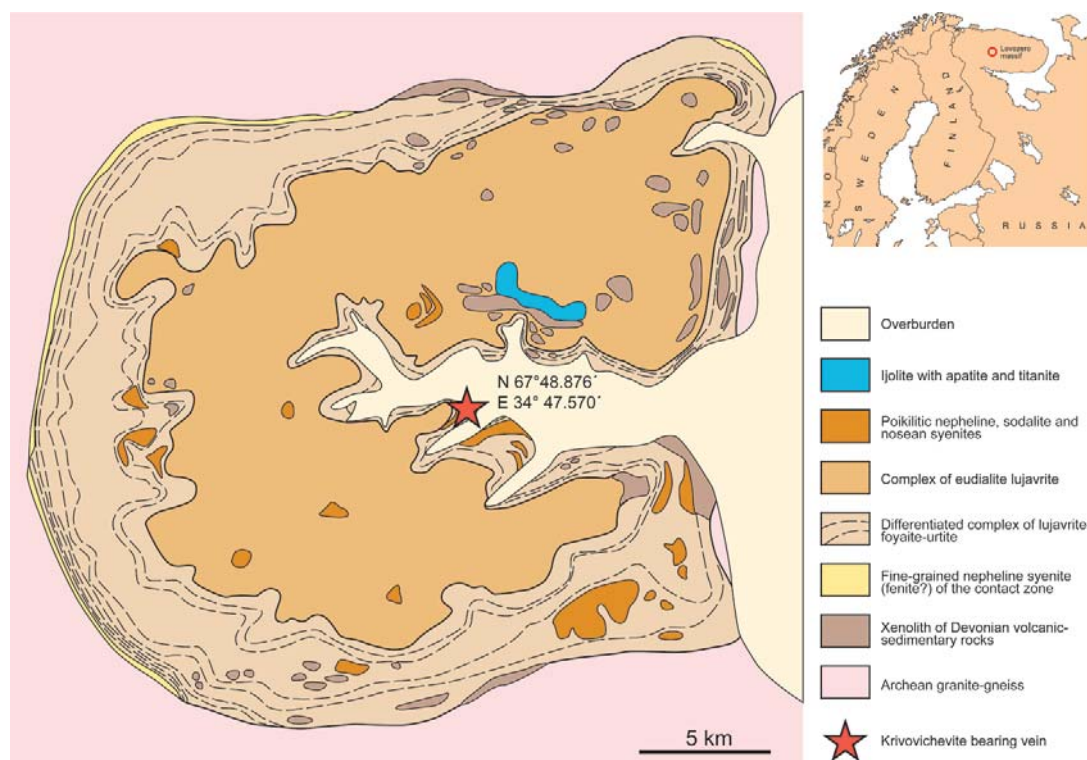 N 67°48.876´
E 34° 47.570´
5 km
Lovozero
massif
NOR
SWEDEN
FINLAND
RUSSIA
Overburden
Ijolite with apatite and titanite
Poikilitic nepheline, sodalite and
nosean syenites
Complex of eudialite lujavrite
Differentiated complex of lujavrite
foyaite-urtite
Fine-grained nepheline syenite
(fenite?) of the contact zone
Xenolith of Devonian volcanic-
sedimentary rocks
Archean granite-gneiss
Krivovichevite bearing vein